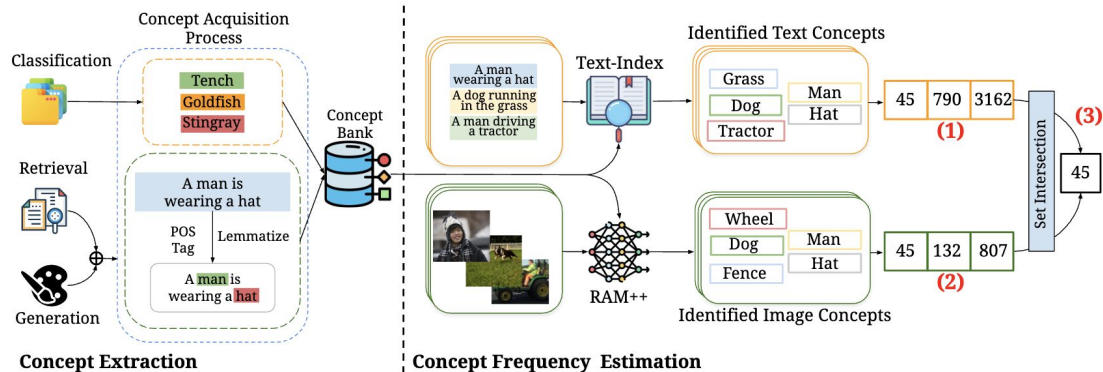 Concept Acquisition
Process
Classification
Tench
Goldfish
Stingray
Concept
Bank
Retrieval
A man is
wearing a hat
POS
Tag
Lemmatize
A man is
wearing a hat
Generation
Concept Extraction
A man
wearing a hat
A dog running
in the grass
A man driving
a tractor
Text-Index
Identified Text Concepts
Grass
Man
Dog
Hat
Tractor
45 790 3162
(1)
RAM++
Wheel
Man
Dog
Hat
Fence
Identified Image Concepts
45 132 807
(2)
Set Intersection
(3)
45
Concept Frequency Estimation